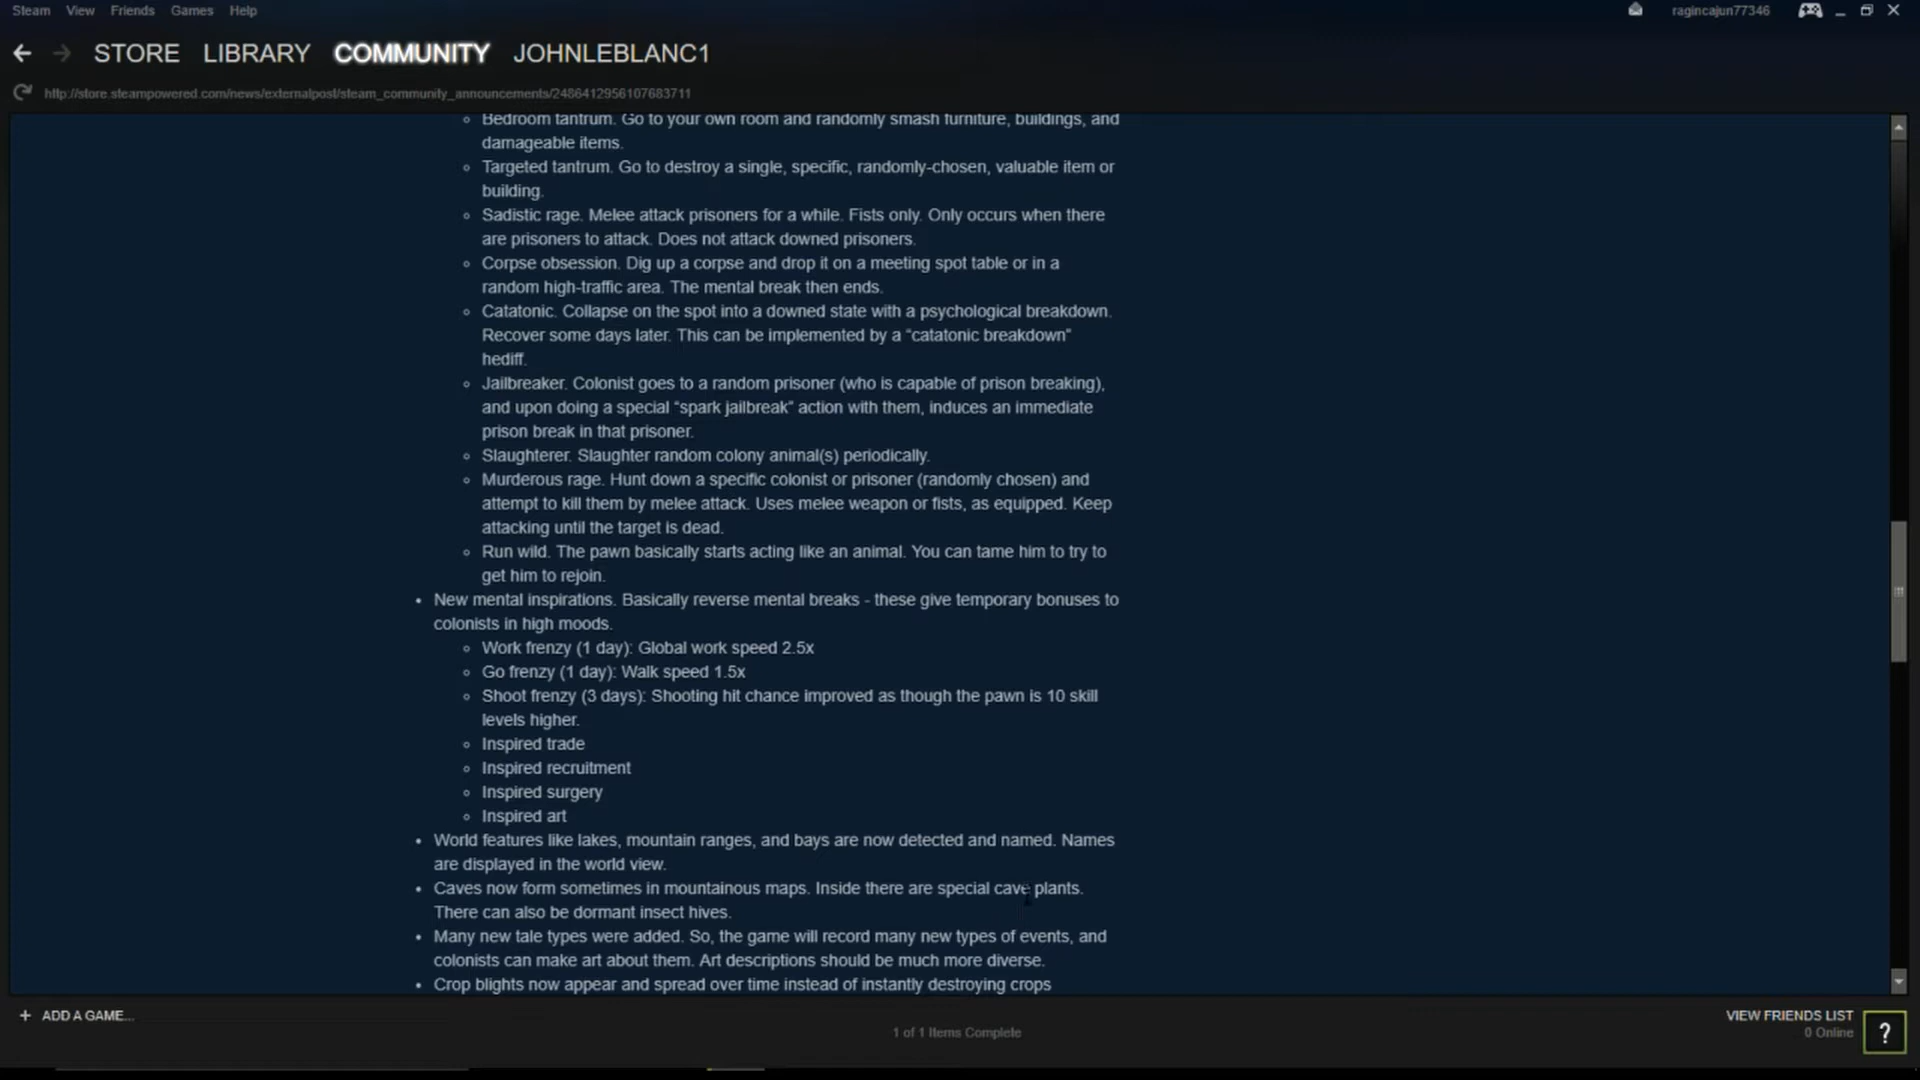 Steam View Friends Games Help ragincajun77346
STORE LIBRARY COMMUNITY JOHNLEBLANC1
http://store.steampowered.com/news/externalpost/steam_community_announcements/2486412956107683711
Bedroom tantrum. Go to your own room and randomly smash furniture, buildings, and
damageable items.
Targeted tantrum. Go to destroy a single, specific, randomly-chosen, valuable item or
building.
Sadistic rage. Melee attack prisoners for a while. Fists only. Only occurs when there
are prisoners to attack. Does not attack downed prisoners.
Corpse obsession. Dig up a corpse and drop it on a meeting spot table or in a
random high-traffic area. The mental break then ends.
Catatonic. Collapse on the spot into a downed state with a psychological breakdown.
Recover some days later. This can be implemented by a “catatonic breakdown”
hediff.
Jailbreaker. Colonist goes to a random prisoner (who is capable of prison breaking),
and upon doing a special “spark jailbreak” action with them, induces an immediate
prison break in that prisoner.
Slaughterer. Slaughter random colony animal(s) periodically.
Murderous rage. Hunt down a specific colonist or prisoner (randomly chosen) and
attempt to kill them by melee attack. Uses melee weapon or fists, as equipped. Keep
attacking until the target is dead.
Run wild. The pawn basically starts acting like an animal. You can tame him to try to
get him to rejoin.
New mental inspirations. Basically reverse mental breaks - these give temporary bonuses to
colonists in high moods.
Work frenzy (1 day): Global work speed 2.5x
Go frenzy (1 day): Walk speed 1.5x
Shoot frenzy (3 days): Shooting hit chance improved as though the pawn is 10 skill
levels higher.
Inspired trade
Inspired recruitment
Inspired surgery
Inspired art
World features like lakes, mountain ranges, and bays are now detected and named. Names
are displayed in the world view.
Caves now form sometimes in mountainous maps. Inside there are special cave plants.
There can also be dormant insect hives.
Many new tale types were added. So, the game will record many new types of events, and
colonists can make art about them. Art descriptions should be much more diverse.
Crop blights now appear and spread over time instead of instantly destroying crops
+ ADD A GAME... VIEW FRIENDS LIST
1 of 1 Items Complete 0 Online ?